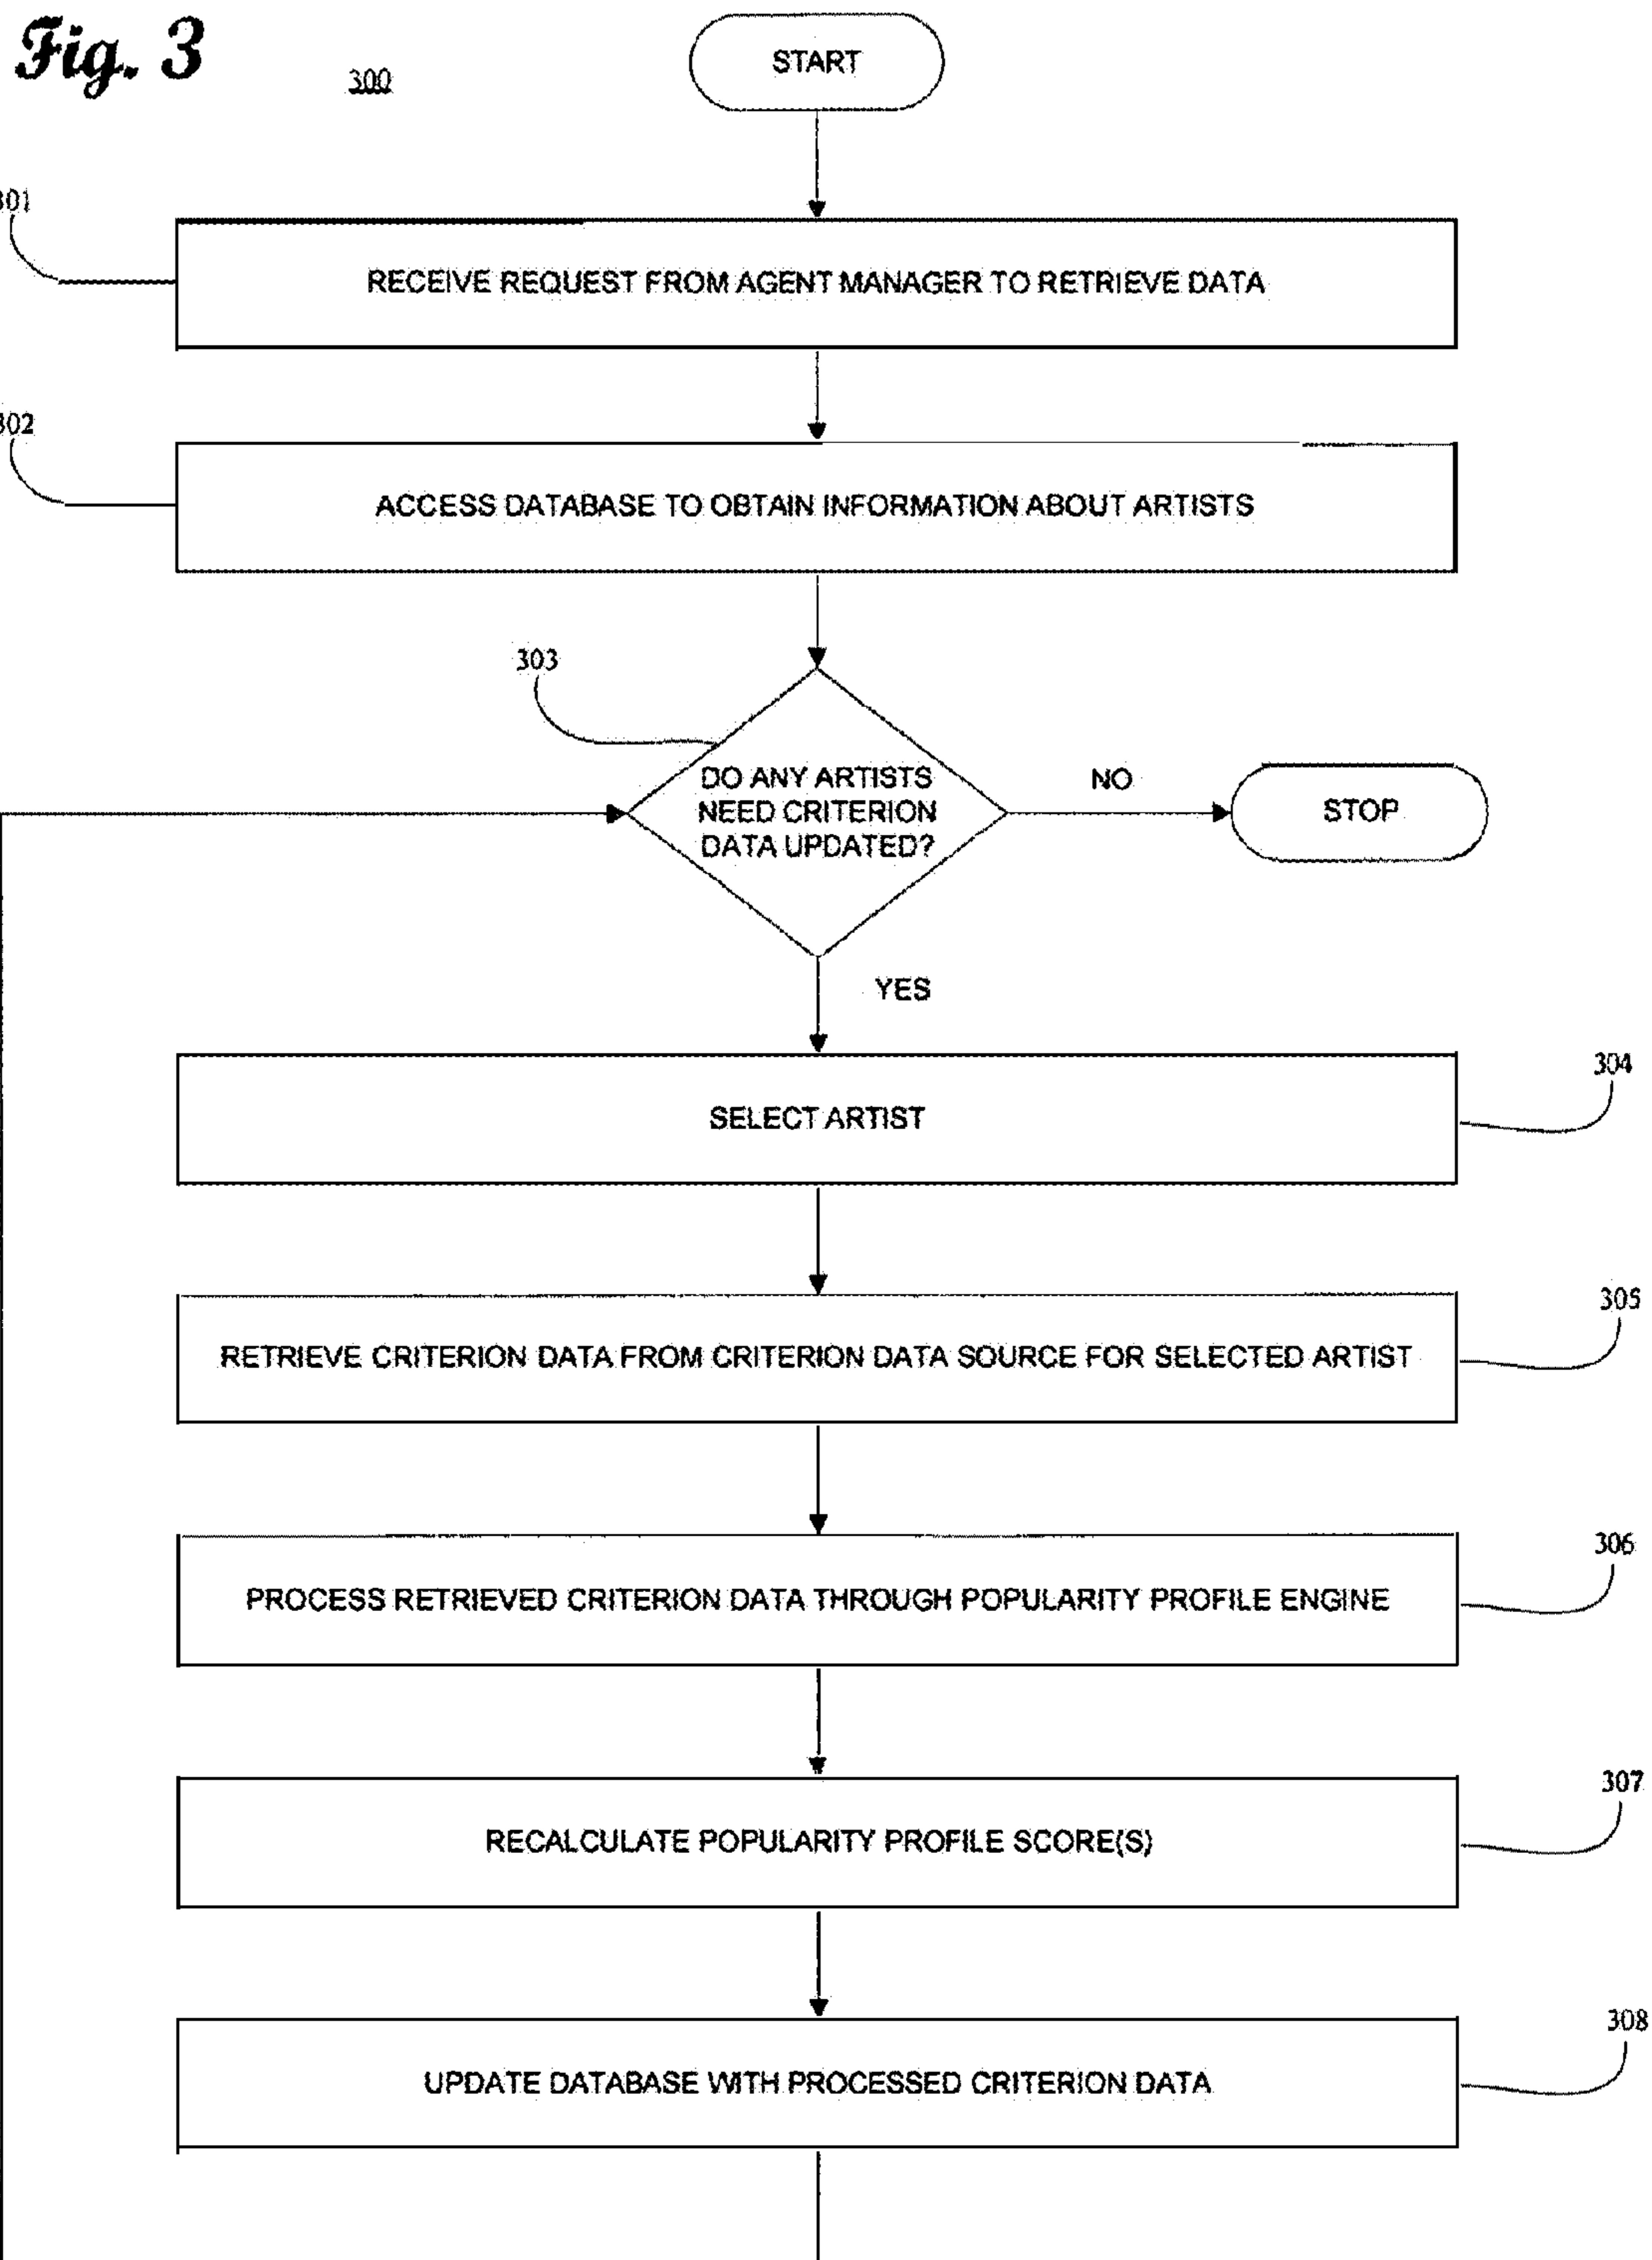 Fig. 3
300
START
301
RECEIVE REQUEST FROM AGENT MANAGER TO RETRIEVE DATA
302
ACCESS DATABASE TO OBTAIN INFORMATION ABOUT ARTISTS
303
DO ANY ARTISTS
NEED CRITERION
DATA UPDATED?
NO
STOP
YES
304
SELECT ARTIST
305
RETRIEVE CRITERION DATA FROM CRITERION DATA SOURCE FOR SELECTED ARTIST
306
PROCESS RETRIEVED CRITERION DATA THROUGH POPULARITY PROFILE ENGINE
307
RECALCULATE POPULARITY PROFILE SCORE(S)
308
UPDATE DATABASE WITH PROCESSED CRITERION DATA